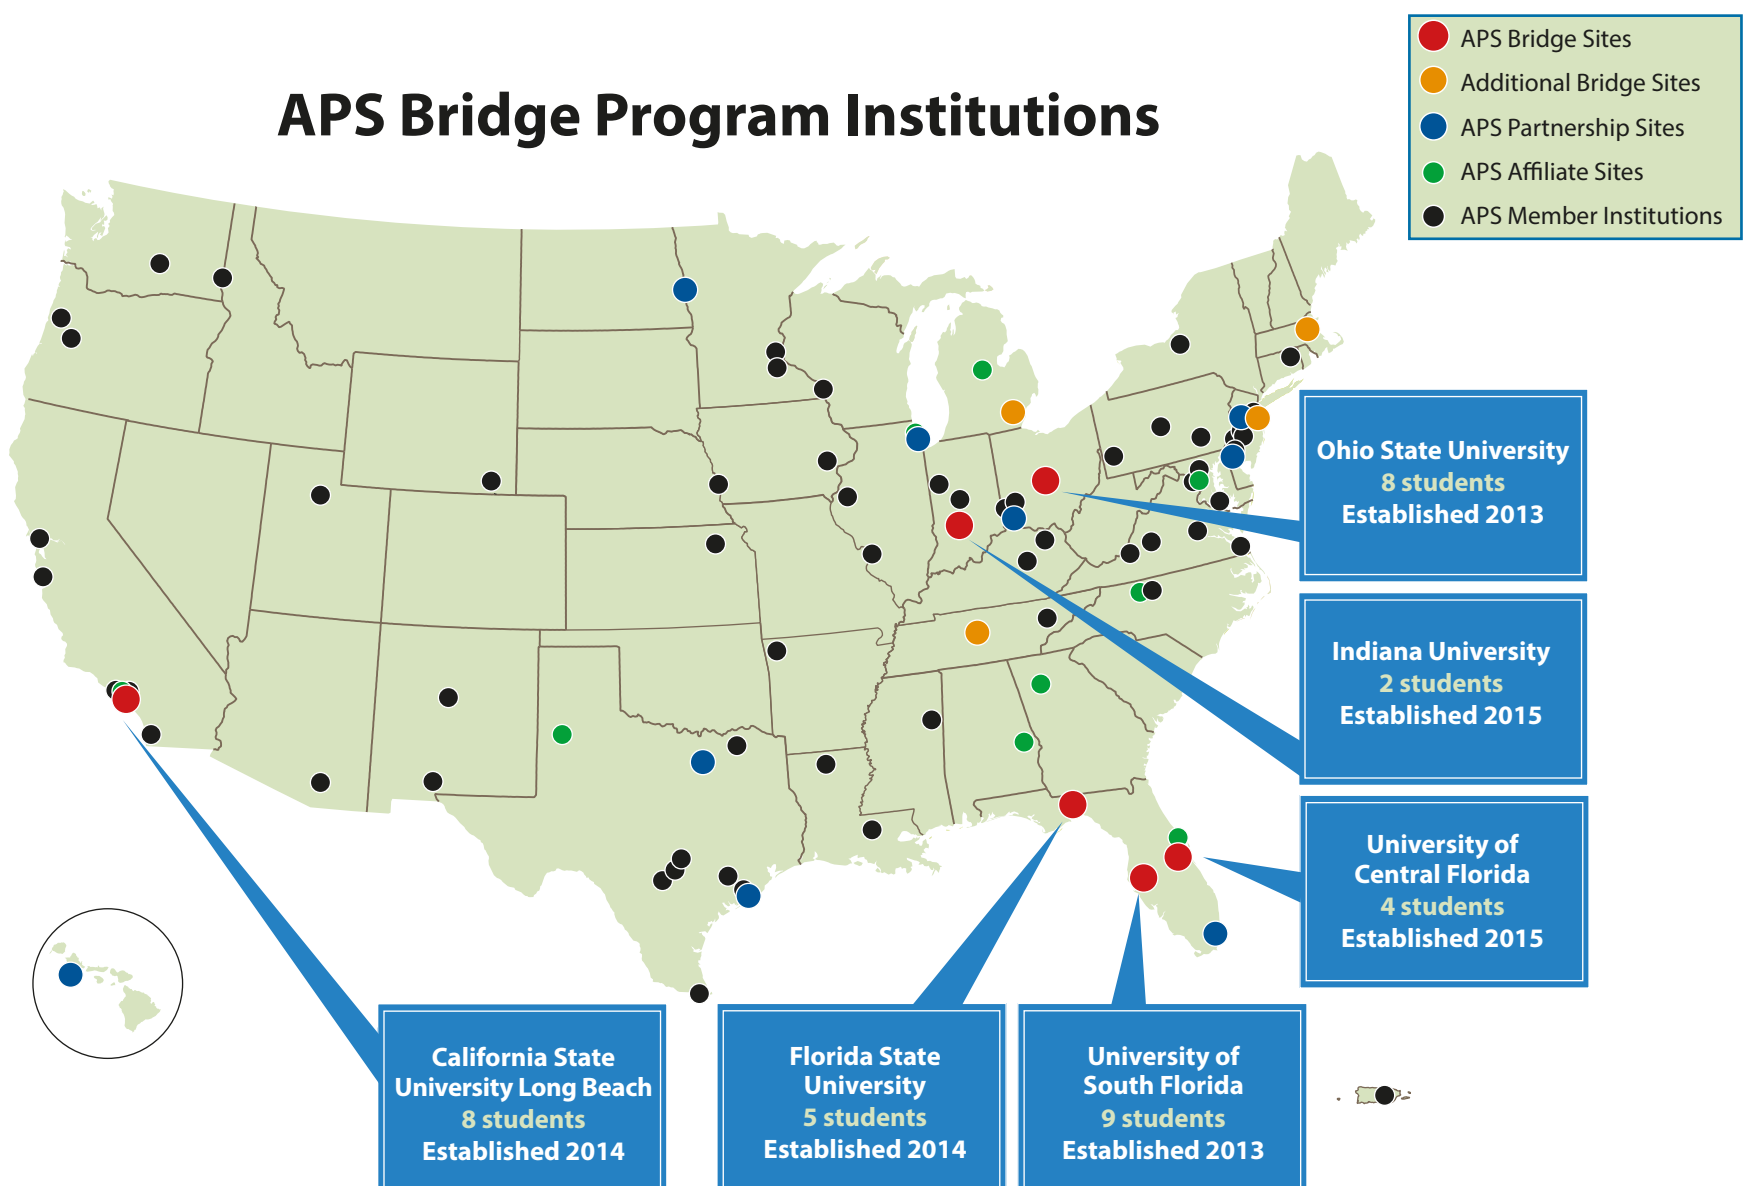 APS Bridge Program Institutions
APS Bridge Sites
Additional Bridge Sites
APS Partnership Sites
APS Affiliate Sites
APS Member Institutions
Ohio State University
8 students
Established 2013
Indiana University
2 students
Established 2015
University of
Central Florida
4 students
Established 2015
California State
University Long Beach
8 students
Established 2014
Florida State
University
5 students
Established 2014
University of
South Florida
9 students
Established 2013